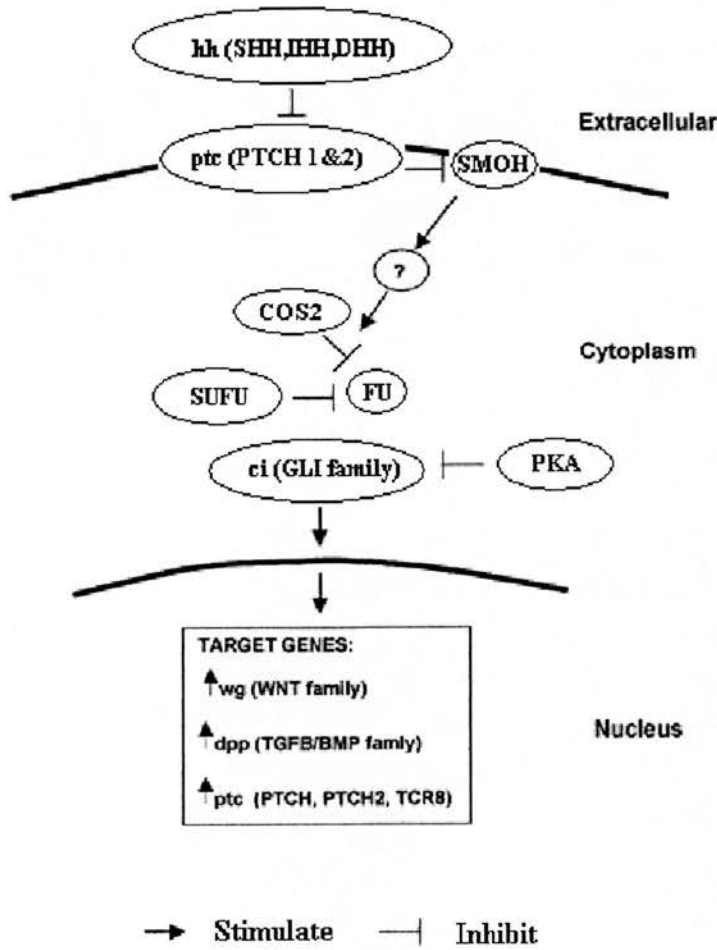 hh (SHH,IHH,DHH)
Extracellular
ptc (PTCH 1&2)
SMOH
?
COS2
Cytoplasm
SUFU
FU
ci (GLI family)
PKA
TARGET GENES:
wg (WNT family)
dpp (TGFB/BMP famly)
Nucleus
ptc (PTCH, PTCH2, TCR8)
Stimulate
Inhibit